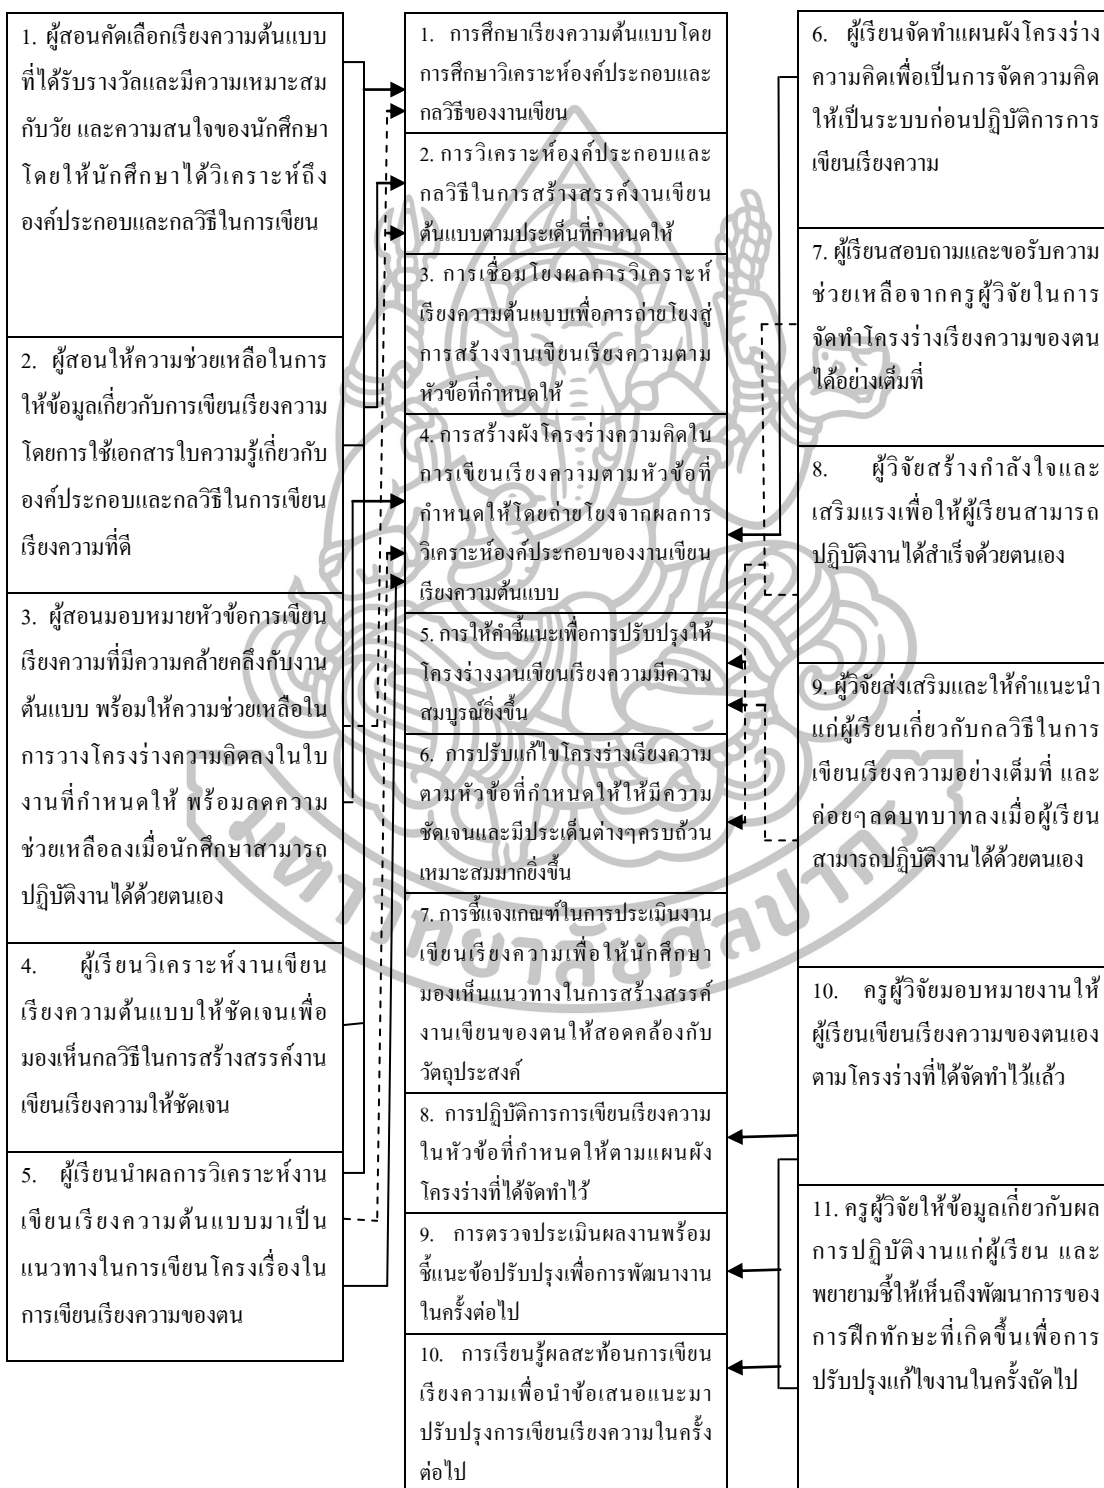 1. ผู้สอนคัดเลือกเรียงความต้นแบบ
ที่ได้รับรางวัลและมีความเหมาะสม
กับวัย และความสนใจของนักศึกษา
โดยให้นักศึกษาได้วิเคราะห์ถึง
องค์ประกอบและกลวิธีในการเขียน
2. ผู้สอนให้ความช่วยเหลือในการ
ให้ข้อมูลเกี่ยวกับการเขียนเรียงความ
โดยการใช้เอกสารใบความรู้เกี่ยวกับ
องค์ประกอบและกลวิธีในการเขียน
เรียงความที่ดี
3. ผู้สอนมอบหมายหัวข้อการเขียน
เรียงความที่มีความคล้ายคลึงกับงาน
ต้นแบบ พร้อมให้ความช่วยเหลือใน
การวางโครงร่างความคิดลงในใบ
งานที่กำหนดให้ พร้อมลดความ
ช่วยเหลือลงเมื่อนักศึกษาสามารถ
ปฏิบัติงานได้ด้วยตนเอง
4. ผู้เรียนวิเคราะห์งานเขียน
เรียงความต้นแบบให้ชัดเจนเพื่อ
มองเห็นกลวิธีในการสร้างสรรค์งาน
เขียนเรียงความให้ชัดเจน
5. ผู้เรียนนำผลการวิเคราะห์งาน
เขียนเรียงความต้นแบบมาเป็น
แนวทางในการเขียนโครงเรื่องใน
การเขียนเรียงความของตน
1. การศึกษาเรียงความต้นแบบโดย
การศึกษาวิเคราะห์องค์ประกอบและ
กลวิธีของงานเขียน
2. การวิเคราะห์องค์ประกอบและ
กลวิธีในการสร้างสรรค์งานเขียน
ต้นแบบตามประเด็นที่กำหนดให้
3. การเชื่อมโยงผลการวิเคราะห์
เรียงความต้นแบบเพื่อการถ่ายโยงสู่
การสร้างงานเขียนเรียงความตาม
หัวข้อที่กำหนดให้
4. การสร้างผังโครงร่างความคิดใน
การเขียนเรียงความตามหัวข้อที่
กำหนดให้โดยถ่ายโยงจากผลการ
วิเคราะห์องค์ประกอบของงานเขียน
เรียงความต้นแบบ
5. การให้คำชี้แนะเพื่อการปรับปรุงให้
โครงร่างงานเขียนเรียงความมีความ
สมบูรณ์ยิ่งขึ้น
6. การปรับแก้ไขโครงร่างเรียงความ
ตามหัวข้อที่กำหนดให้ให้มีความ
ชัดเจนและมีประเด็นต่างๆครบถ้วน
เหมาะสมมากยิ่งขึ้น
7. การชี้แจงเกณฑ์ในการประเมินงาน
เขียนเรียงความเพื่อให้นักศึกษา
มองเห็นแนวทางในการสร้างสรรค์
งานเขียนของตนให้สอดคล้องกับ
วัตถุประสงค์
8. การปฏิบัติการการเขียนเรียงความ
ในหัวข้อที่กำหนดให้ตามแผนผัง
โครงร่างที่ได้จัดทำไว้
9. การตรวจประเมินผลงานพร้อม
ชี้แนะข้อปรับปรุงเพื่อการพัฒนางาน
ในครั้งต่อไป
10. การเรียนรู้ผลสะท้อนการเขียน
เรียงความเพื่อนำข้อเสนอแนะมา
ปรับปรุงการเขียนเรียงความในครั้ง
ต่อไป
6. ผู้เรียนจัดทำแผนผังโครงร่าง
ความคิดเพื่อเป็นการจัดความคิด
ให้เป็นระบบก่อนปฏิบัติการการ
เขียนเรียงความ
7. ผู้เรียนสอบถามและขอรับความ
ช่วยเหลือจากครูผู้วิจัยในการ
จัดทำโครงร่างเรียงความของตน
ได้อย่างเต็มที่
8. ผู้วิจัยสร้างกำลังใจและ
เสริมแรงเพื่อให้ผู้เรียนสามารถ
ปฏิบัติงานได้สำเร็จด้วยตนเอง
9. ผู้วิจัยส่งเสริมและให้คำแนะนำ
แก่ผู้เรียนเกี่ยวกับกลวิธีในการ
เขียนเรียงความอย่างเต็มที่ และ
ค่อยๆลดบทบาทลงเมื่อผู้เรียน
สามารถปฏิบัติงานได้ด้วยตนเอง
10. ครูผู้วิจัยมอบหมายงานให้
ผู้เรียนเขียนเรียงความของตนเอง
ตามโครงร่างที่ได้จัดทำไว้แล้ว
11. ครูผู้วิจัยให้ข้อมูลเกี่ยวกับผล
การปฏิบัติงานแก่ผู้เรียน และ
พยายามชี้ให้เห็นถึงพัฒนาการของ
การฝึกทักษะที่เกิดขึ้นเพื่อการ
ปรับปรุงแก้ไขงานในครั้งถัดไป
มหาวิทยาลัยศิลปากร